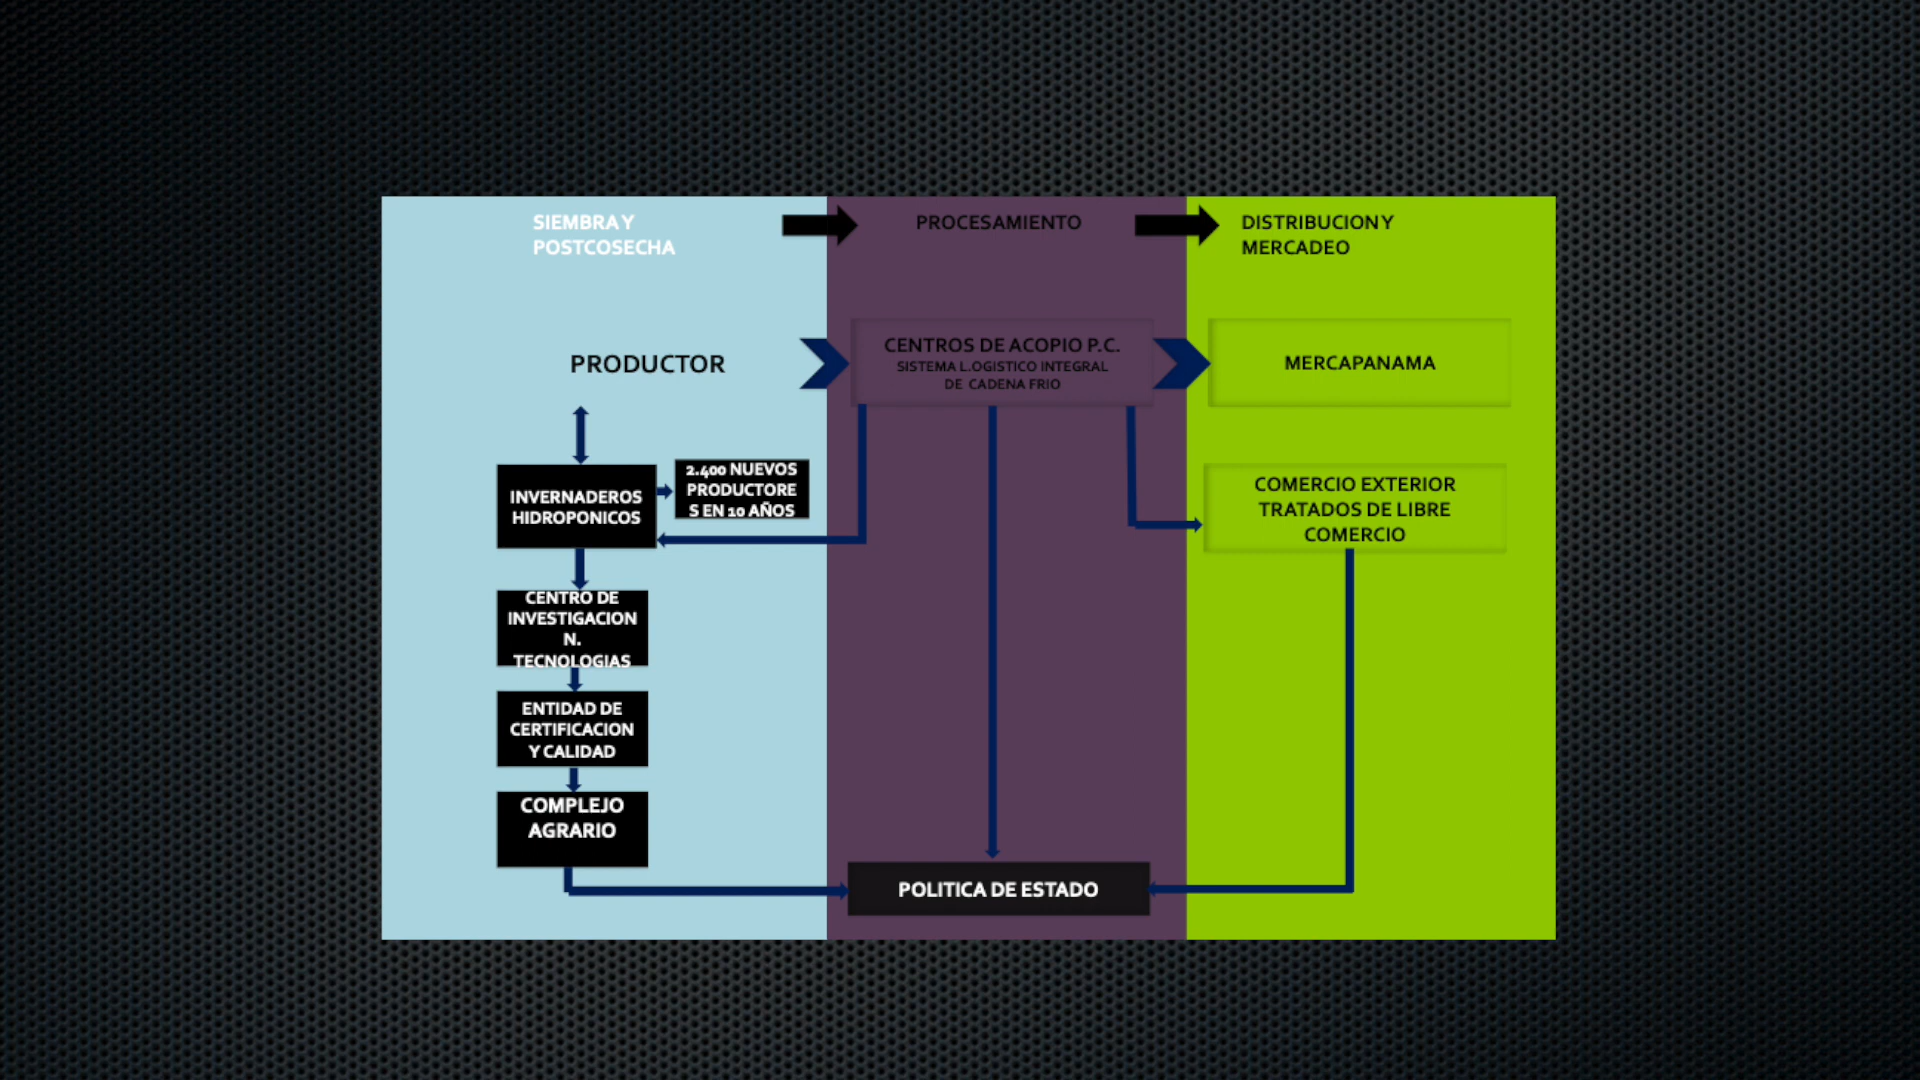 SIEMBRA Y
POSTCOSECHA
PROCESAMIENTO
DISTRIBUCION Y
MERCADEO
PRODUCTOR
CENTROS DE ACOPIO P.C.
SISTEMA L.OGISTICO INTEGRAL
DE CADENA FRIO
MERCAPANAMA
INVERNADEROS
HIDROPONICOS
2.400 NUEVOS
PRODUCTORE
S EN 10 AÑOS
COMERCIO EXTERIOR
TRATADOS DE LIBRE
COMERCIO
CENTRO DE
INVESTIGACION
N.
TECNOLOGIAS
ENTIDAD DE
CERTIFICACION
Y CALIDAD
COMPLEJO
AGRARIO
POLITICA DE ESTADO